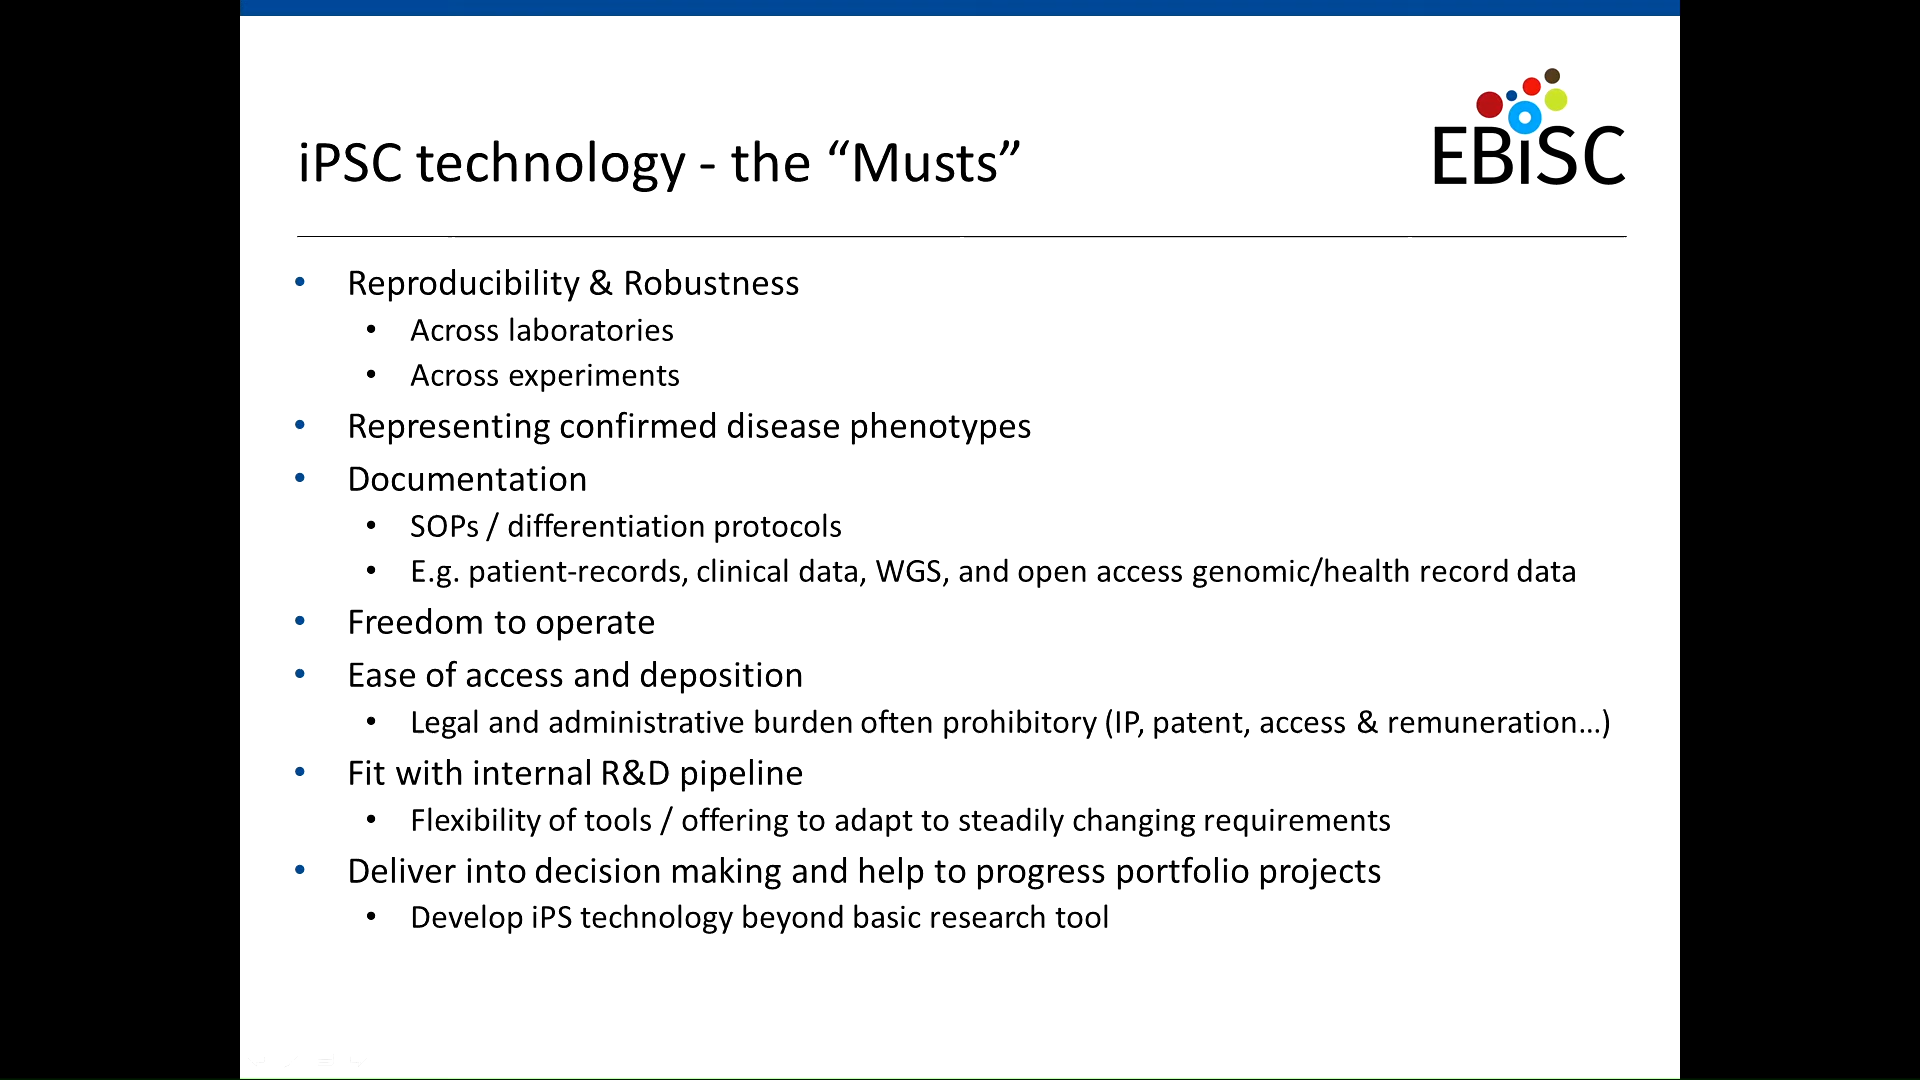 EBiSC
iPSC technology - the “Musts”
• Reproducibility & Robustness
• Across laboratories
• Across experiments
• Representing confirmed disease phenotypes
• Documentation
• SOPs / differentiation protocols
• E.g. patient-records, clinical data, WGS, and open access genomic/health record data
• Freedom to operate
• Ease of access and deposition
• Legal and administrative burden often prohibitory (IP, patent, access & remuneration...)
• Fit with internal R&D pipeline
• Flexibility of tools / offering to adapt to steadily changing requirements
• Deliver into decision making and help to progress portfolio projects
• Develop iPS technology beyond basic research tool